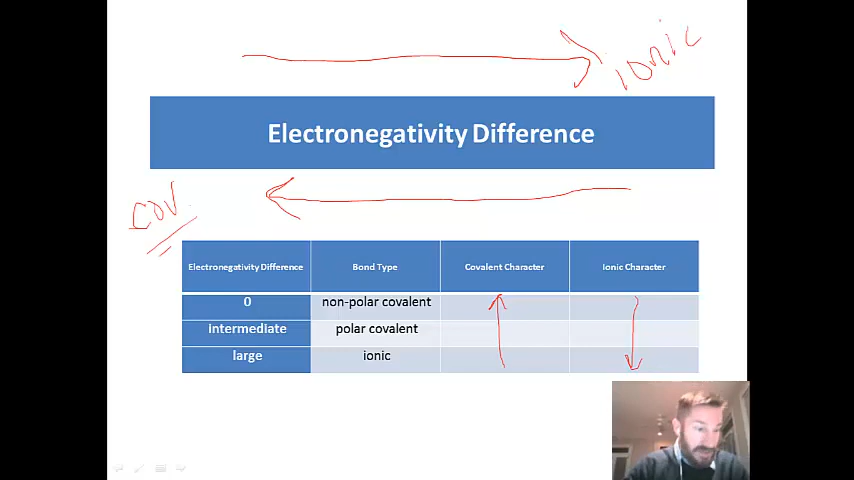 ionic
Electronegativity Difference
cov.
Electronegativity Difference Bond Type Covalent Character Ionic Character
0 non-polar covalent
intermediate polar covalent
large ionic